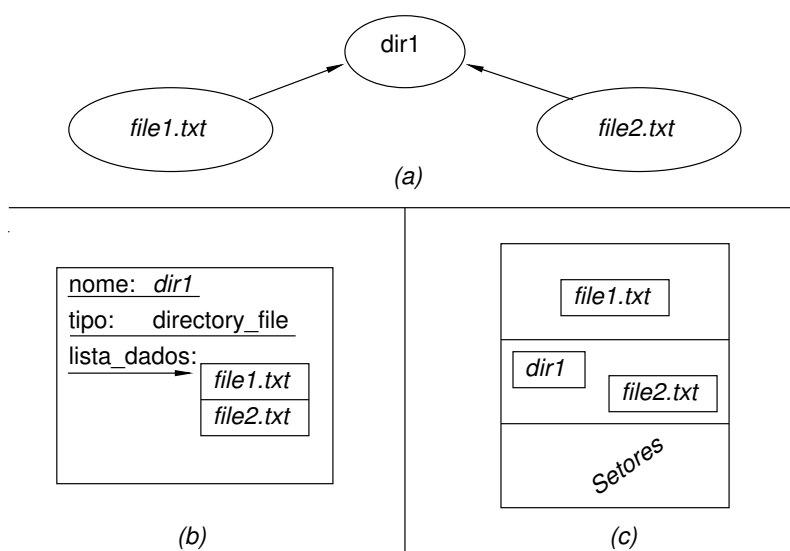 dir1
file1.txt
file2.txt
(a)
nome: dir1
tipo: directory_file
lista_dados:
file1.txt
file2.txt
(b)
file1.txt
dir1
file2.txt
Setores
(c)